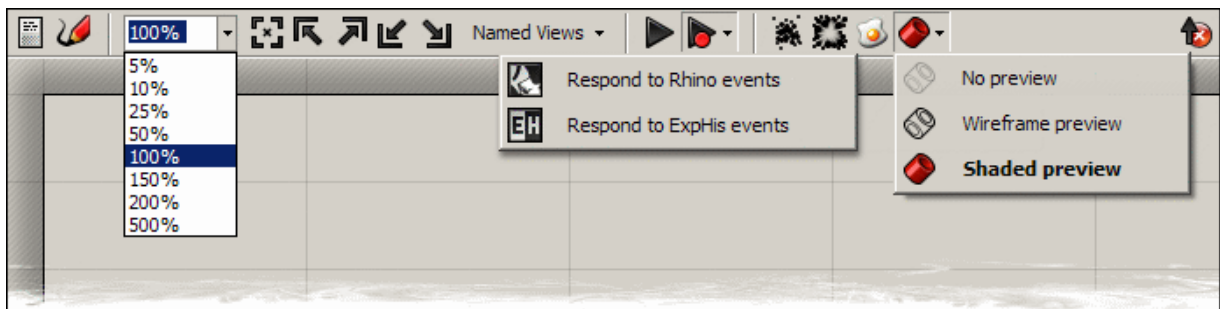 100%
Named Views
5%
10%
25%
50%
100%
150%
200%
500%
Respond to Rhino events
EH Respond to ExpHis events
No preview
Wireframe preview
Shaded preview